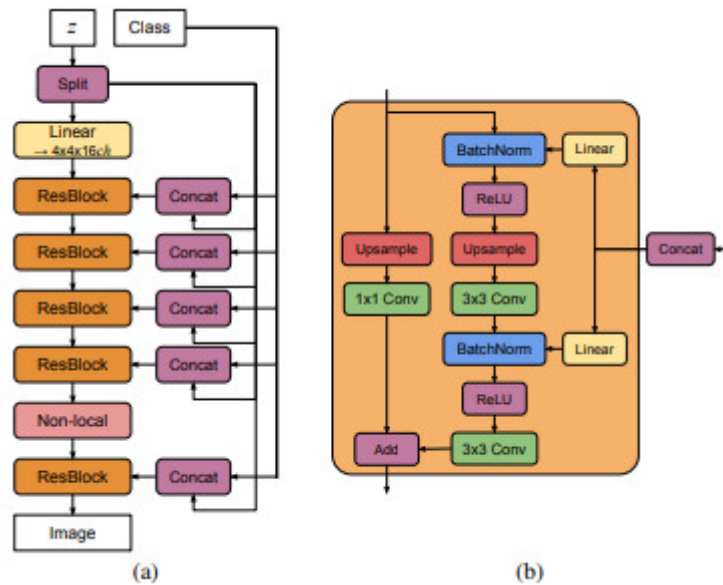 z
Class
Split
Linear
→ 4x4x16ch
ResBlock
Concat
ResBlock
Concat
ResBlock
Concat
ResBlock
Concat
Non-local
ResBlock
Concat
Image
(a)
BatchNorm
Linear
ReLU
Upsample
Upsample
Concat
1x1 Conv
3x3 Conv
BatchNorm
Linear
ReLU
Add
3x3 Conv
(b)